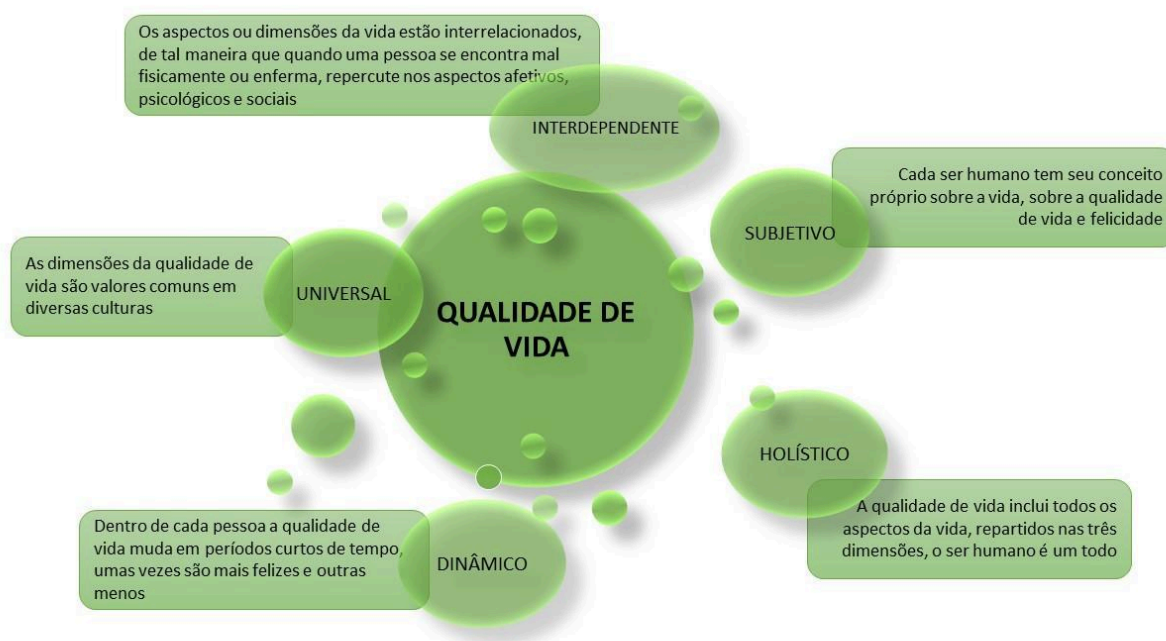 Os aspectos ou dimensões da vida estão interrelacionados,
de tal maneira que quando uma pessoa se encontra mal
fisicamente ou enferma, repercute nos aspectos afetivos,
psicológicos e sociais
INTERDEPENDENTE
Cada ser humano tem seu conceito
próprio sobre a vida, sobre a qualidade
de vida e felicidade
SUBJETIVO
As dimensões da qualidade de
vida são valores comuns em
diversas culturas
UNIVERSAL
QUALIDADE DE
VIDA
HOLÍSTICO
A qualidade de vida inclui todos os
aspectos da vida, repartidos nas três
dimensões, o ser humano é um todo
Dentro de cada pessoa a qualidade de
vida muda em períodos curtos de tempo,
umas vezes são mais felizes e outras
menos
DINÂMICO